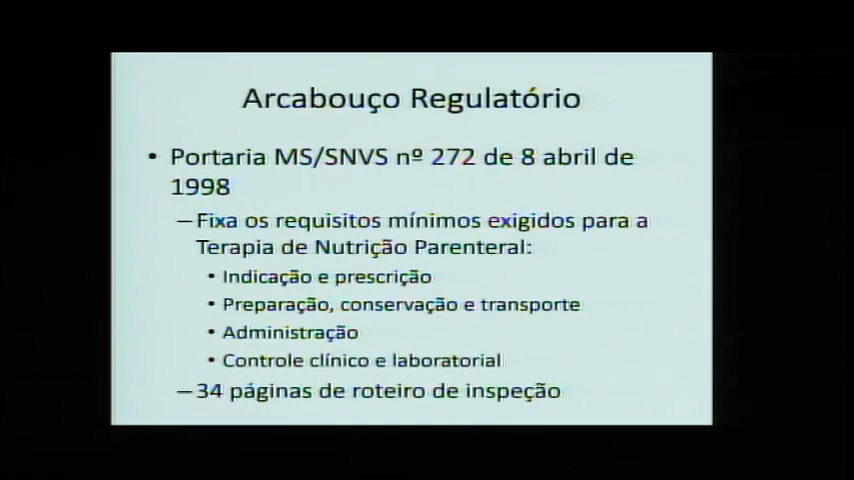 Arcabouço Regulatório
• Portaria MS/SNVS nº 272 de 8 abril de
1998
–Fixa os requisitos mínimos exigidos para a
Terapia de Nutrição Parenteral:
• Indicação e prescrição
• Preparação, conservação e transporte
• Administração
• Controle clínico e laboratorial
–34 páginas de roteiro de inspeção